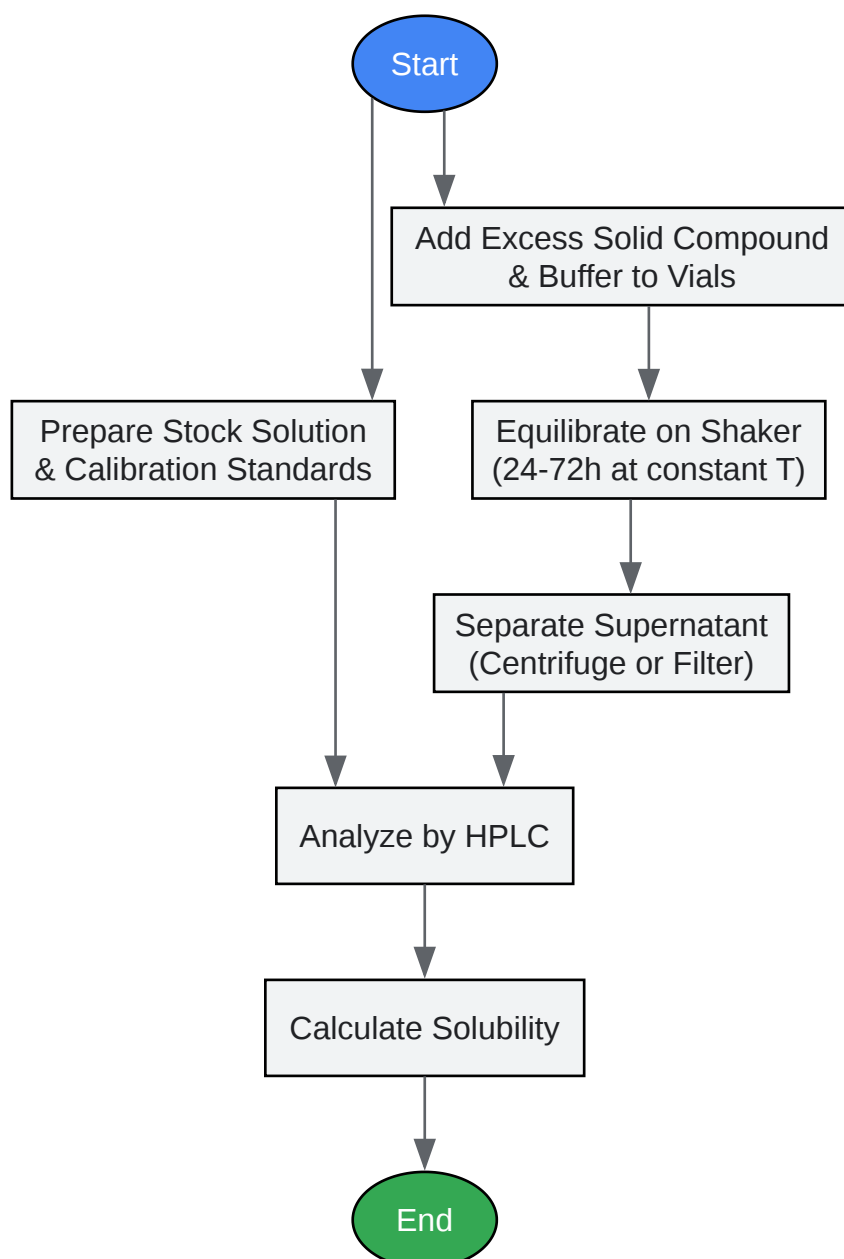 Start
Add Excess Solid Compound
& Buffer to Vials
Prepare Stock Solution
& Calibration Standards
Equilibrate on Shaker
(24-72h at constant T)
Separate Supernatant
(Centrifuge or Filter)
Analyze by HPLC
Calculate Solubility
End